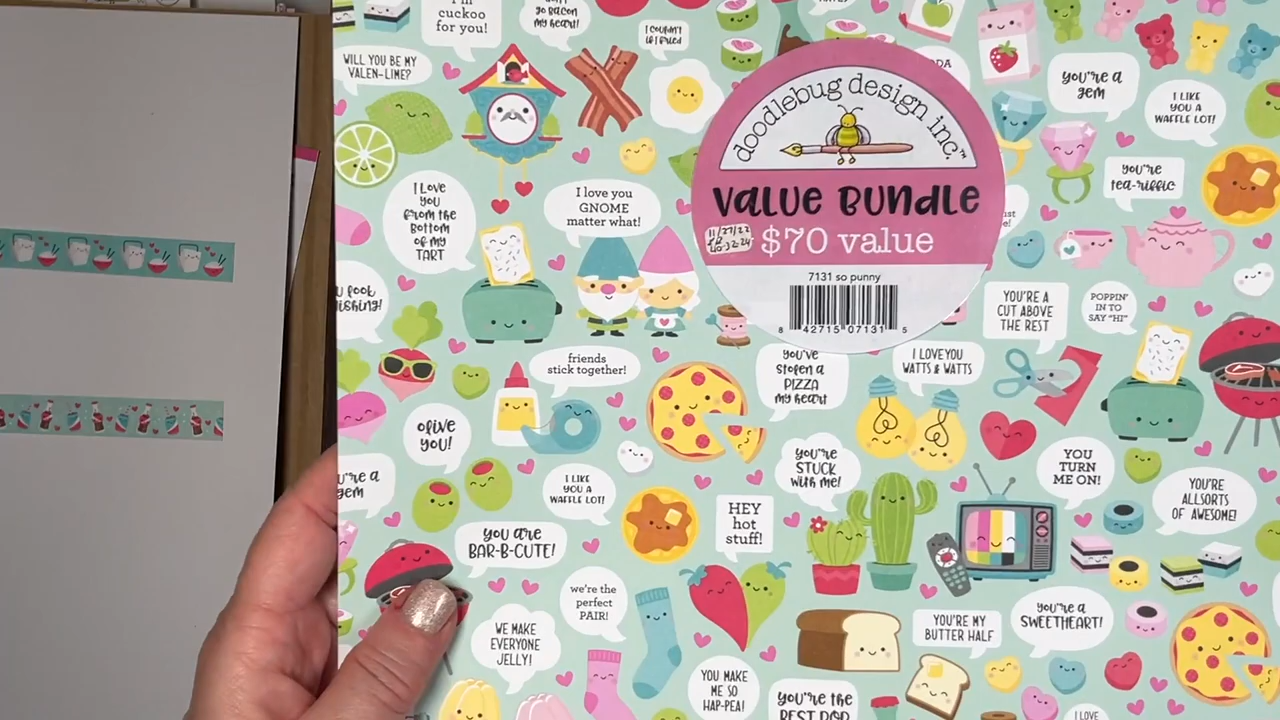 I'm
cuckoo
for you!
don't
go bacon
my heart!
I couldn't
WILL YOU BE MY
VALEN-LIME?
YOU'RE A
GEM
I LIKE
YOU A
WAFFLE LOT!
doodlebug design inc.™
VALUE BUNDLE
11/27/22
$70 value
7131 so punny
8 42715 07131 5
YOU'RE
tea-riffic
I LOVE
YOU
FROM the
Bottom
OF MY
TART
I love you
GNOME
matter what!
YOU'RE A
CUT ABOVE
THE REST
POPPIN'
IN TO
SAY "HI"
friends
stick together!
YOU'VE
STOLEN A
PIZZA
MY HEART
I LOVE YOU
WATTS & WATTS
OLIVE
YOU!
YOU'RE
STUCK
with me!
YOU
TURN
ME ON!
U'RE A
gem
I LIKE
YOU A
WAFFLE LOT!
HEY
hot
stuff!
YOU'RE
ALLSORTS
OF AWESOME!
YOU ARE
BAR-B-CUTE!
we're the
perfect
PAIR!
WE MAKE
EVERYONE
JELLY!
YOU'RE MY
BUTTER HALF
YOU'RE A
SWEETHEART!
YOU MAKE
ME SO
HAP-PEA!
YOU'RE THE
BEST
I LOVE